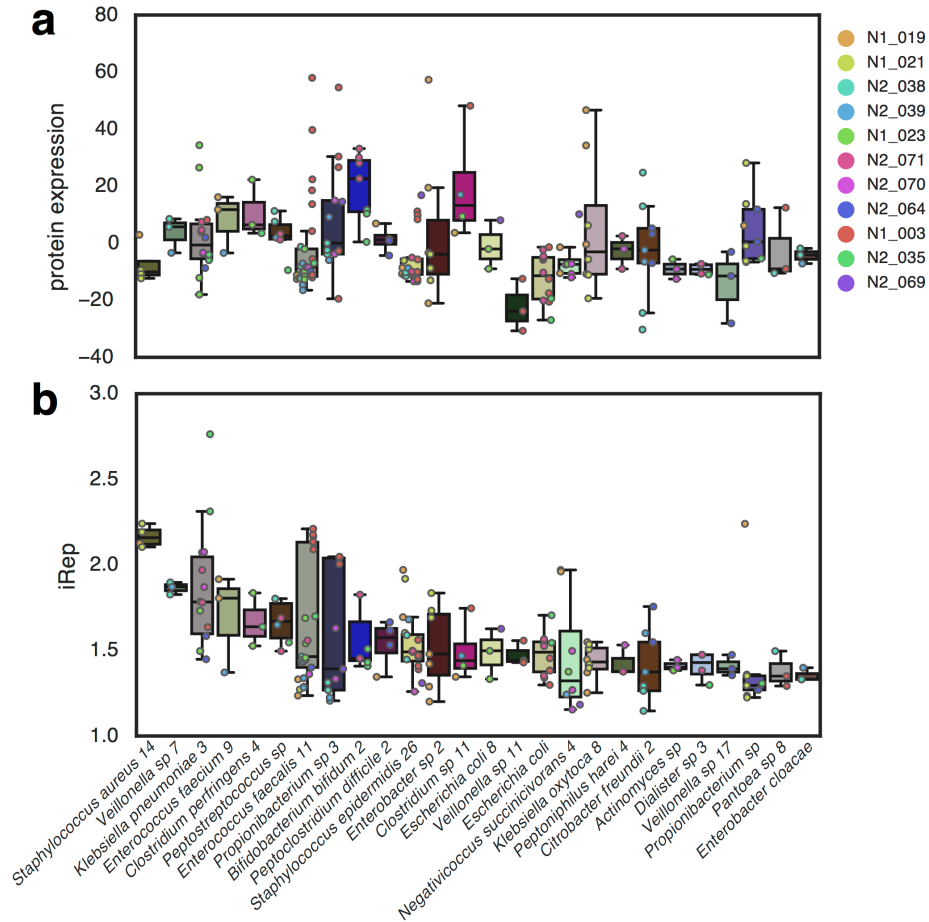 a
80
60
40
20
0
−20
−40
protein expression
N1_019
N1_021
N2_038
N2_039
N1_023
N2_071
N2_070
N2_064
N1_003
N2_035
N2_069
b
3.0
2.5
2.0
1.5
1.0
iRep
Staphylococcus aureus 14
Veillonella sp 7
Klebsiella pneumoniae 3
Enterococcus faecium 9
Clostridium perfringens 4
Peptostreptococcus sp
Enterococcus faecalis 11
Propionibacterium sp 3
Bifidobacterium bifidum 2
Peptoclostridium difficile 2
Staphylococcus epidermidis 26
Enterobacter sp 2
Clostridium sp 11
Escherichia coli 8
Veillonella sp 11
Escherichia coli
Negativicoccus succinicivorans 4
Klebsiella oxytoca 8
Peptoniphilus harei 4
Citrobacter freundii 2
Actinomyces sp
Dialister sp 3
Veillonella sp 17
Propionibacterium sp
Pantoea sp 8
Enterobacter cloacae